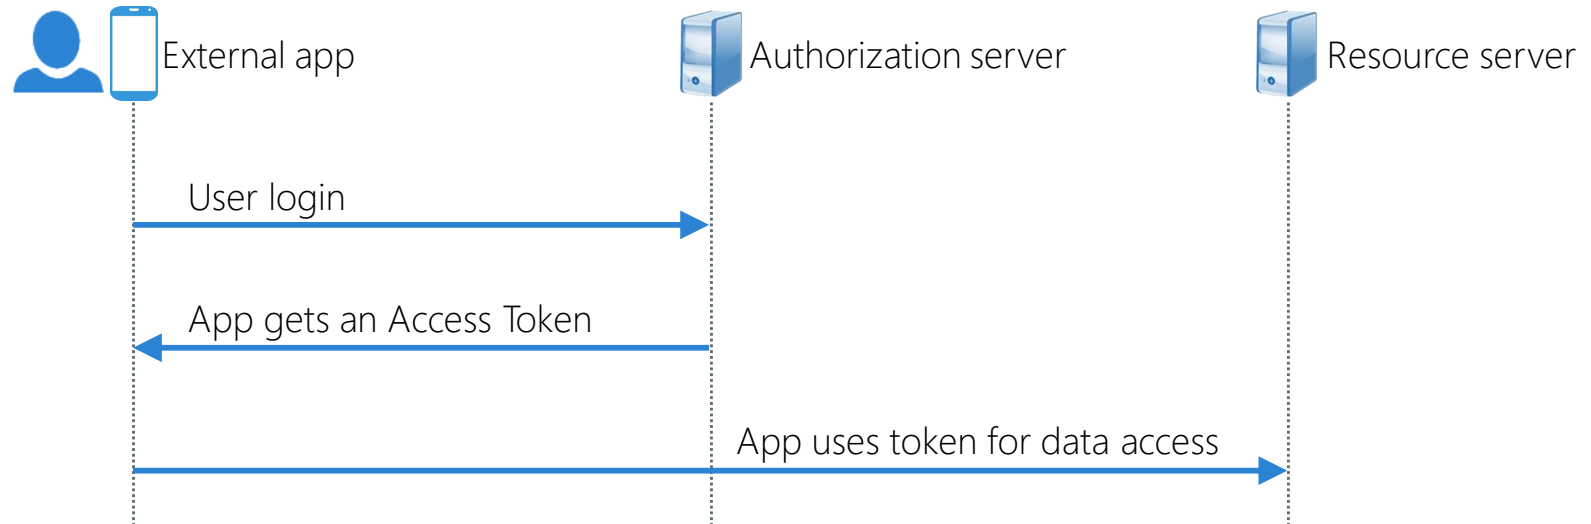 External app
Authorization server
Resource server
User login
App gets an Access Token
App uses token for data access